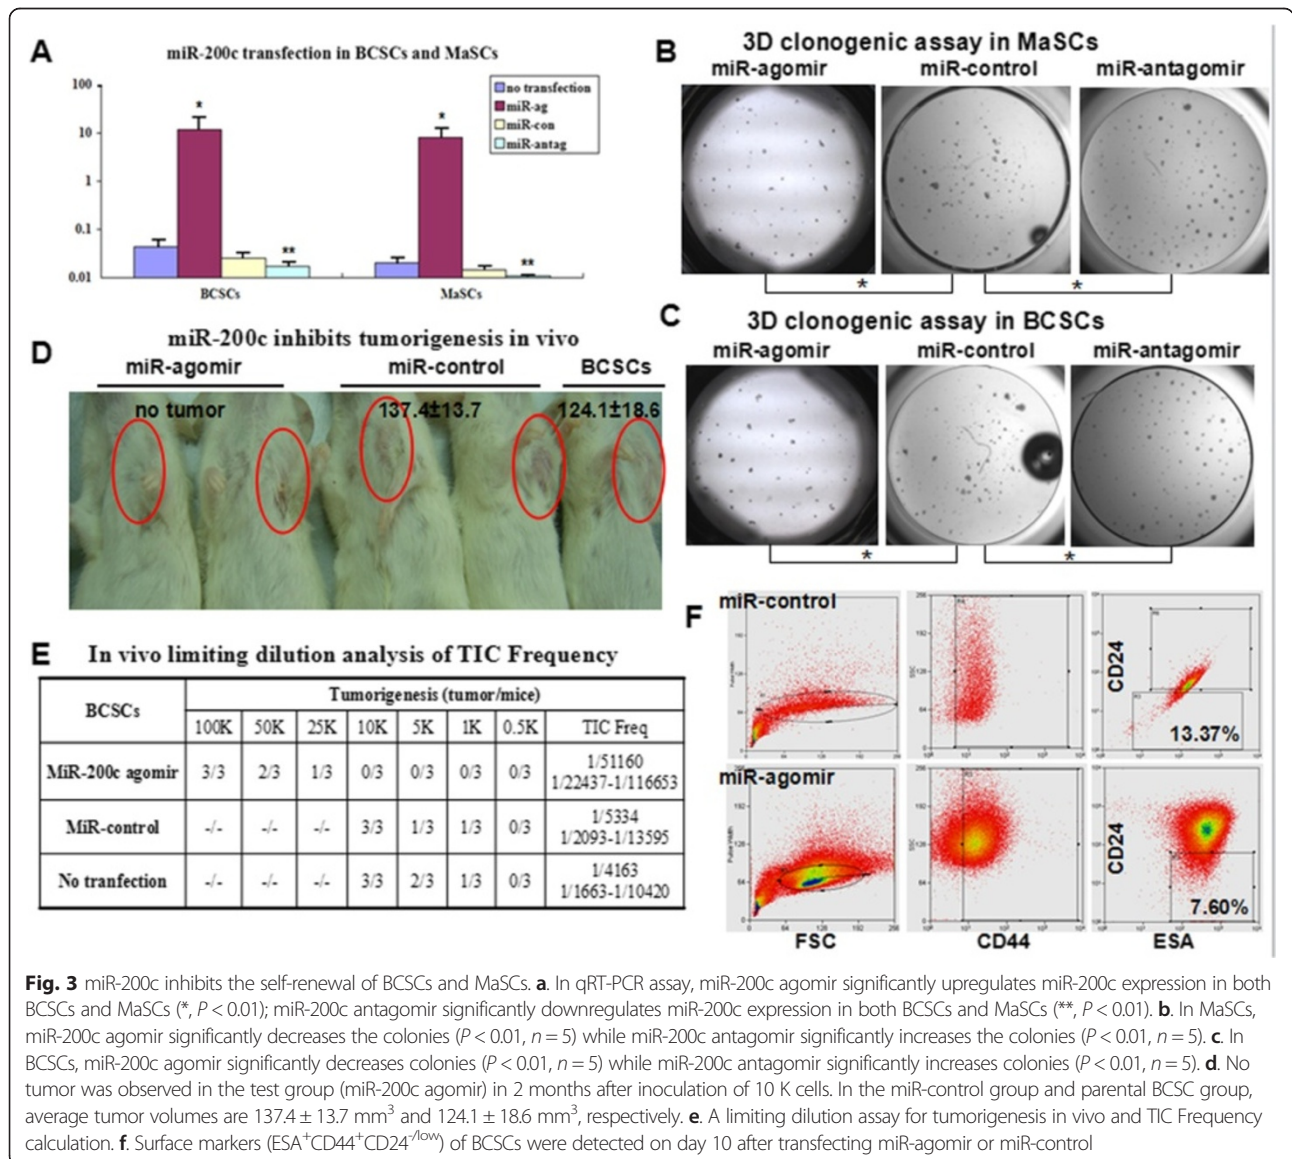 A
miR-200c transfection in BCSCs and MaSCs
100
10
1
0.1
0.01
*
**
*
**
BCSCs
MaSCs
no transfection
miR-ag
miR-con
miR-antag
B
3D clonogenic assay in MaSCs
miR-agomir miR-control miR-antagomir
* *
C
3D clonogenic assay in BCSCs
miR-agomir miR-control miR-antagomir
* *
D
miR-200c inhibits tumorigenesis in vivo
miR-agomir miR-control BCSCs
no tumor 137.4±13.7 124.1±18.6
E In vivo limiting dilution analysis of TIC Frequency
BCSCs Tumorigenesis (tumor/mice)
100K 50K 25K 10K 5K 1K 0.5K TIC Freq
MiR-200c agomir 3/3 2/3 1/3 0/3 0/3 0/3 0/3 1/51160
1/22437-1/116653
MiR-control -/- -/- -/- 3/3 1/3 1/3 0/3 1/5334
1/2093-1/13595
No tranfection -/- -/- -/- 3/3 2/3 1/3 0/3 1/4163
1/1663-1/10420
F
miR-control
CD24
13.37%
miR-agomir
CD24
7.60%
FSC CD44 ESA
Fig. 3 miR-200c inhibits the self-renewal of BCSCs and MaSCs. a. In qRT-PCR assay, miR-200c agomir significantly upregulates miR-200c expression in both
BCSCs and MaSCs (*, P < 0.01); miR-200c antagomir significantly downregulates miR-200c expression in both BCSCs and MaSCs (**, P < 0.01). b. In MaSCs,
miR-200c agomir significantly decreases the colonies (P < 0.01, n = 5) while miR-200c antagomir significantly increases the colonies (P < 0.01, n = 5). c. In
BCSCs, miR-200c agomir significantly decreases colonies (P < 0.01, n = 5) while miR-200c antagomir significantly increases colonies (P < 0.01, n = 5). d. No
tumor was observed in the test group (miR-200c agomir) in 2 months after inoculation of 10 K cells. In the miR-control group and parental BCSC group,
average tumor volumes are 137.4 ± 13.7 mm³ and 124.1 ± 18.6 mm³, respectively. e. A limiting dilution assay for tumorigenesis in vivo and TIC Frequency
calculation. f. Surface markers (ESA⁺CD44⁺CD24⁻/low) of BCSCs were detected on day 10 after transfecting miR-agomir or miR-control